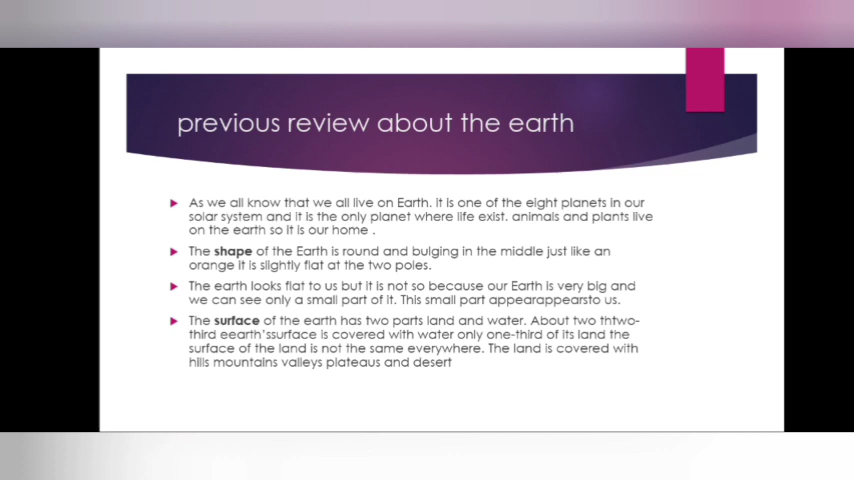 previous review about the earth
As we all know that we all live on Earth. it is one of the eight planets in our
solar system and it is the only planet where life exist. animals and plants live
on the earth so it is our home .
The shape of the Earth is round and bulging in the middle just like an
orange it is slightly flat at the two poles.
The earth looks flat to us but it is not so because our Earth is very big and
we can see only a small part of it. This small part appearappearsto us.
The surface of the earth has two parts land and water. About two thtwo-
third eearth'ssurface is covered with water only one-third of its land the
surface of the land is not the same everywhere. The land is covered with
hills mountains valleys plateaus and desert